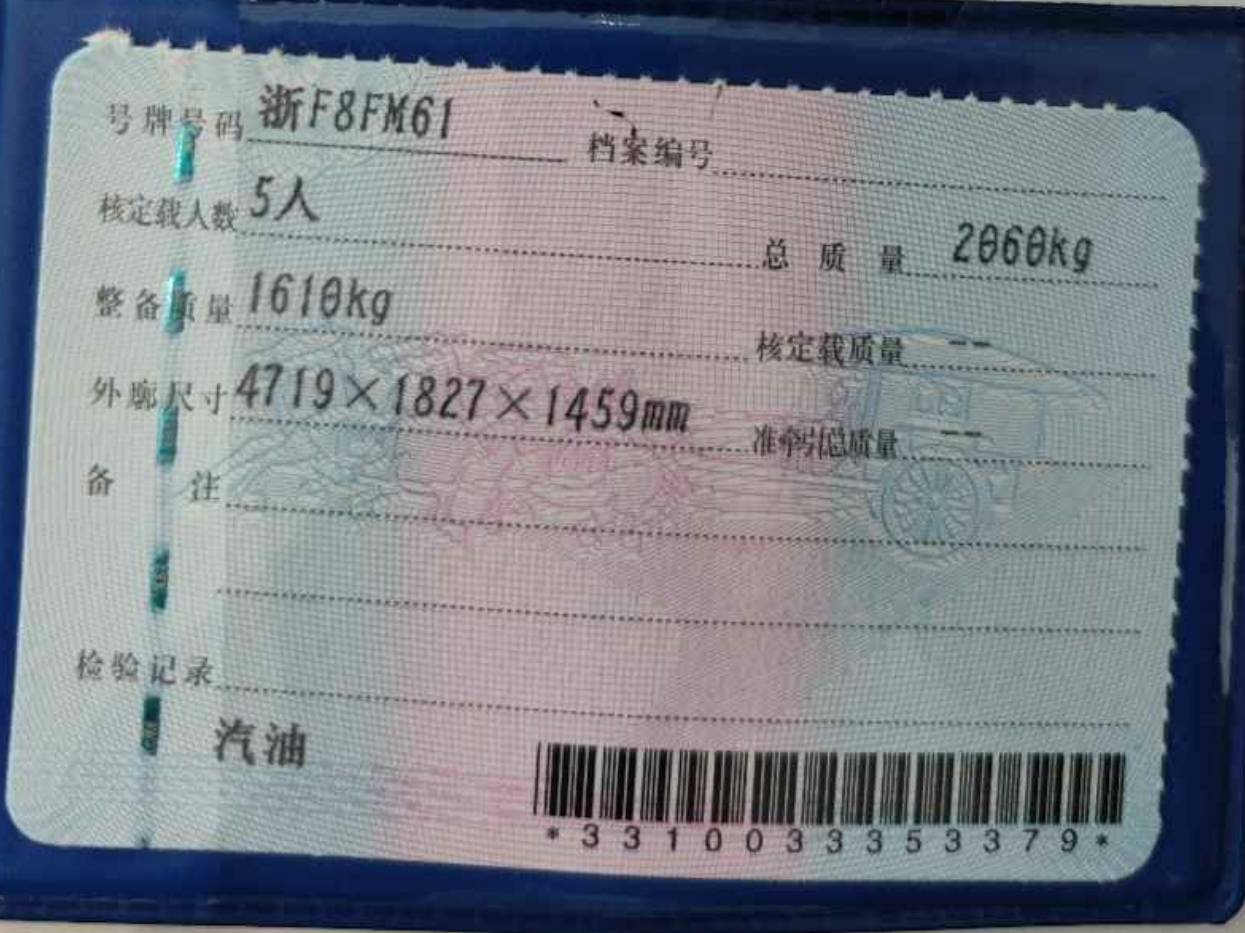 号牌号码 浙F8FM61 档案编号
核定载人数 5人 总质量 2060kg
整备质量 1610kg 核定载质量 --
外廓尺寸 4719×1827×1459mm 准牵引总质量 --
备注
检验记录
汽油
*3310033353379*